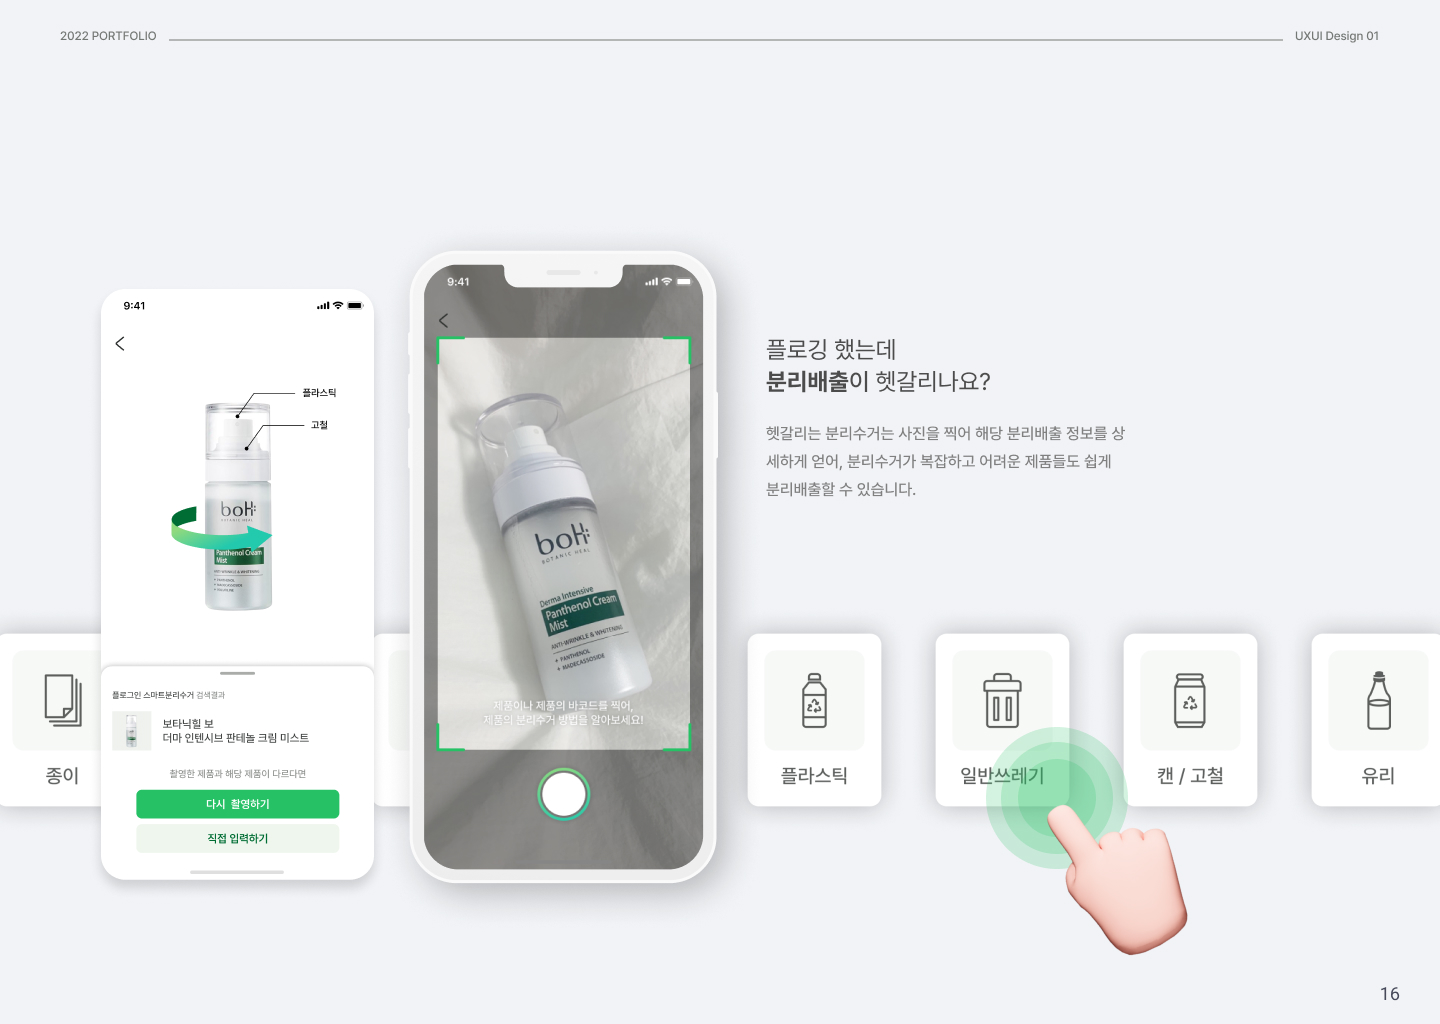 2022 PORTFOLIO
UXUI Design 01
9:41
플라스틱
고철
boH:
BOTANIC HEAL
Panthenol Cream
Mist
ANTI-WRINKLE & WHITENING
+ PANTHENOL
+ MADECASSOSIDE
플로그인 스마트분리수거 검색결과
보타닉힐 보
더마 인텐시브 판테놀 크림 미스트
촬영한 제품과 해당 제품이 다르다면
다시 촬영하기
직접 입력하기
9:41
boH:
BOTANIC HEAL
Derma Intensive
Panthenol Cream
Mist
ANTI-WRINKLE & WHITENING
+ PANTHENOL
+ MADECASSOSIDE
제품이나 제품의 바코드를 찍어,
제품의 분리수거 방법을 알아보세요!
플로깅 했는데
분리배출이 헷갈리나요?
헷갈리는 분리수거는 사진을 찍어 해당 분리배출 정보를 상
세하게 얻어, 분리수거가 복잡하고 어려운 제품들도 쉽게
분리배출할 수 있습니다.
종이
플라스틱
일반쓰레기
캔 / 고철
유리
16